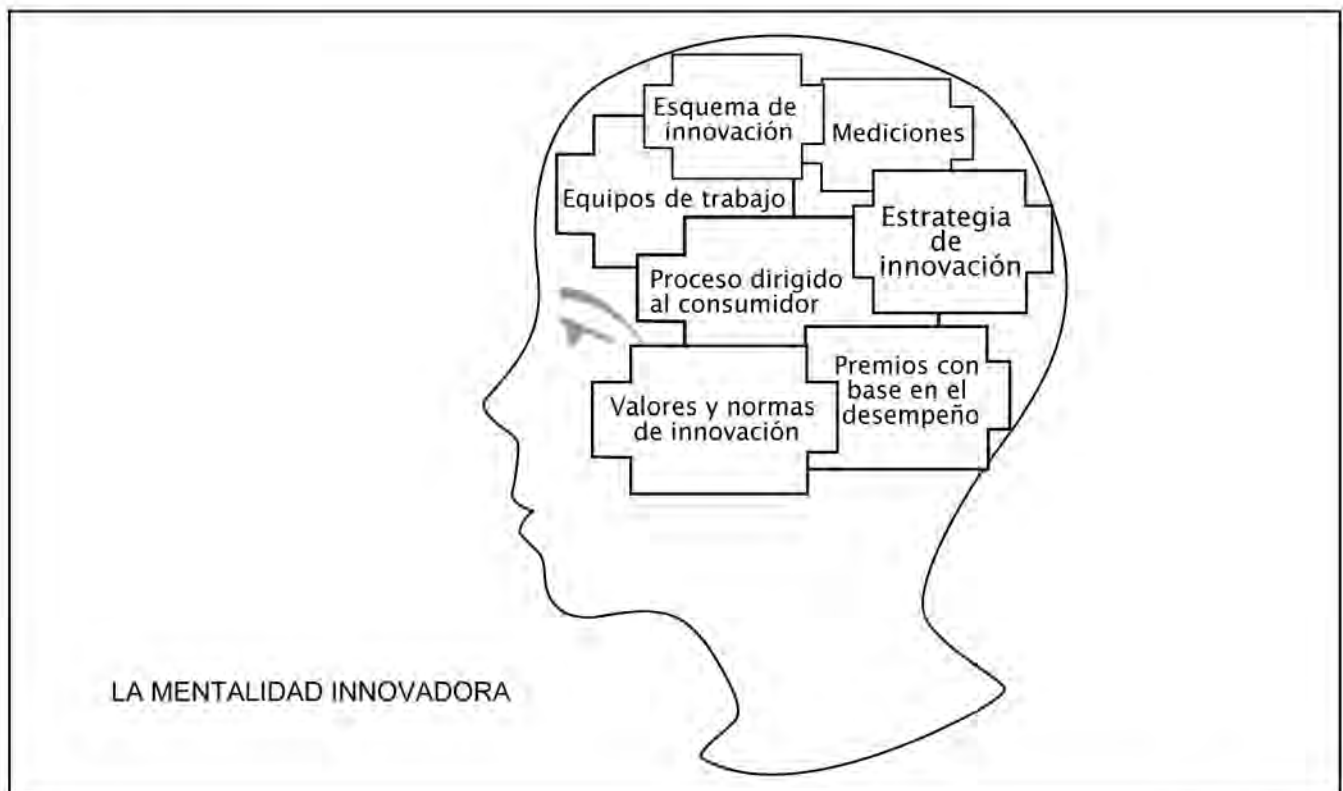 Esquema de
innovación
Mediciones
Equipos de trabajo
Estrategia
de
innovación
Proceso dirigido
al consumidor
Premios con
base en el
desempeño
Valores y normas
de innovación
LA MENTALIDAD INNOVADORA